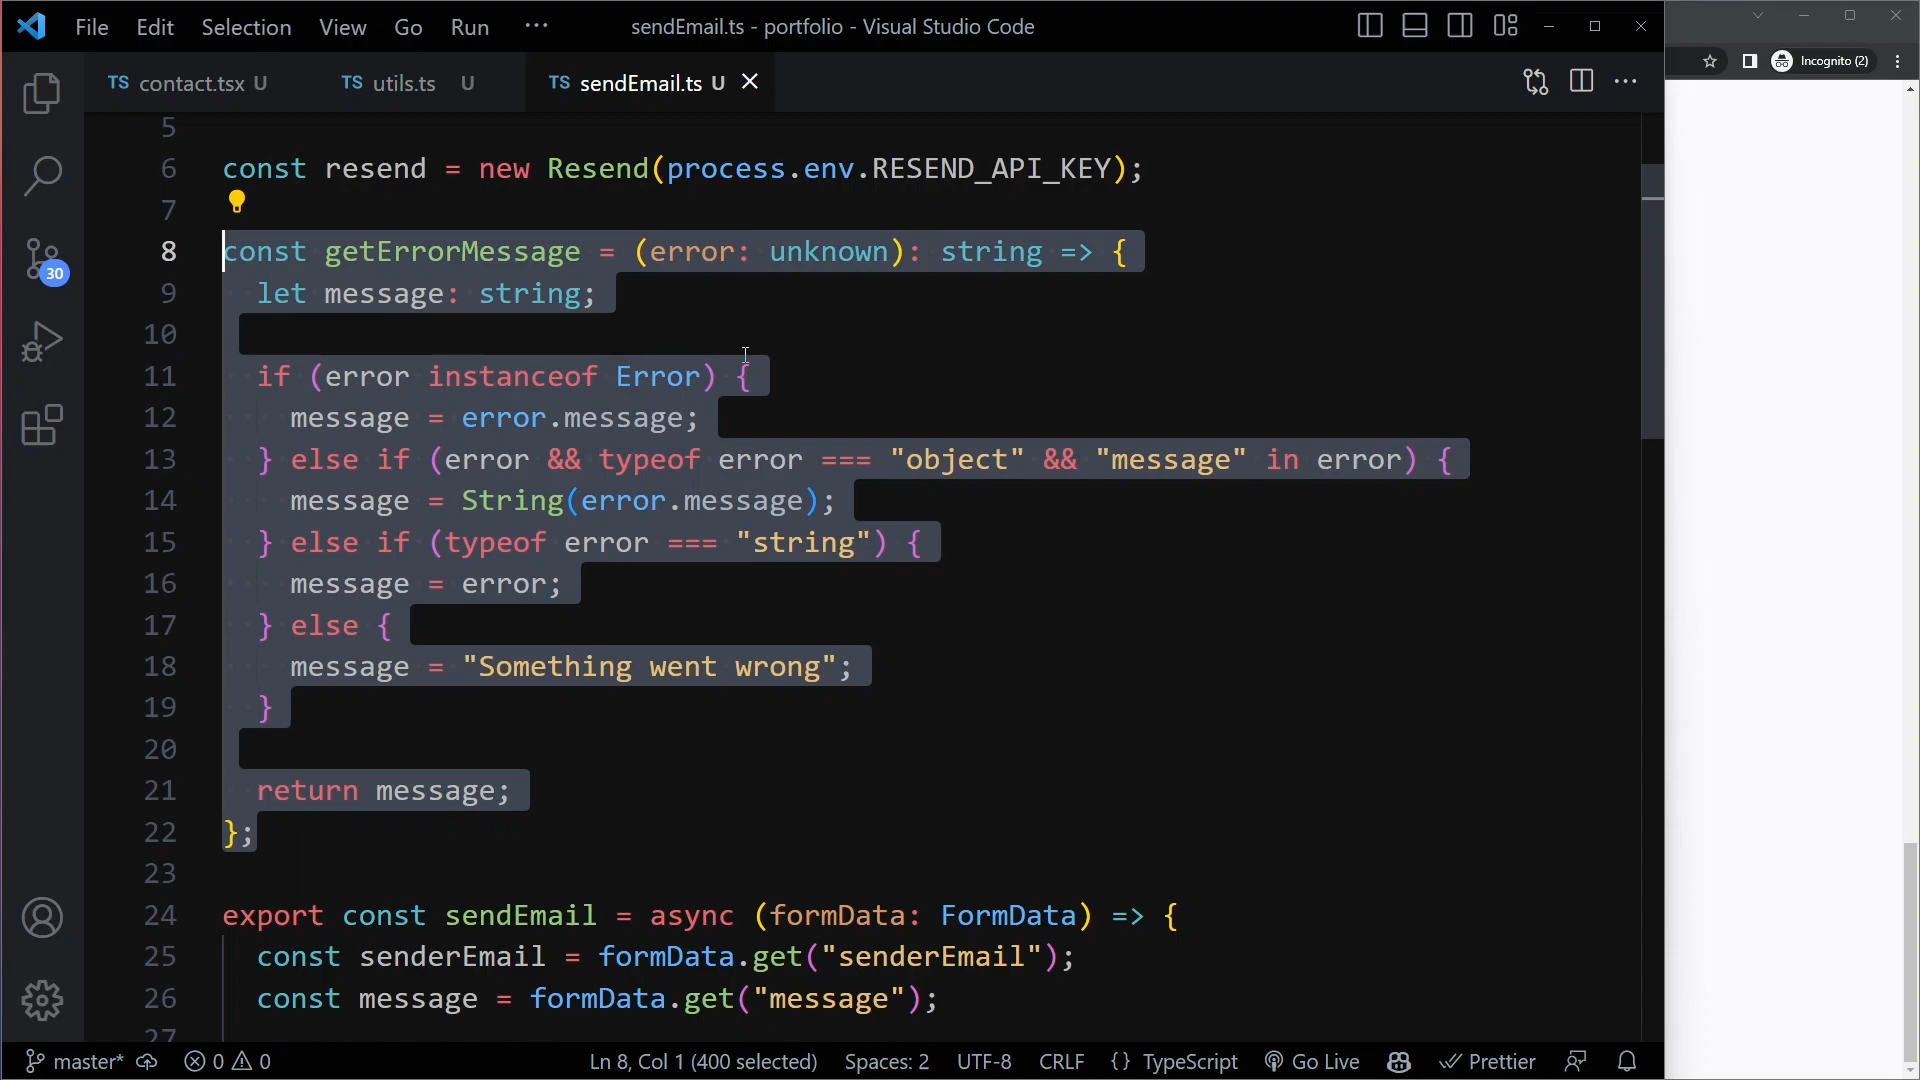 File Edit Selection View Go Run ··· sendEmail.ts - portfolio - Visual Studio Code
Incognito (2)
TS contact.tsx U TS utils.ts U TS sendEmail.ts U
5
6 const resend = new Resend(process.env.RESEND_API_KEY);
7
8 const getErrorMessage = (error: unknown): string => {
9 let message: string;
10
11 if (error instanceof Error) {
12 message = error.message;
13 } else if (error && typeof error === "object" && "message" in error) {
14 message = String(error.message);
15 } else if (typeof error === "string") {
16 message = error;
17 } else {
18 message = "Something went wrong";
19 }
20
21 return message;
22 };
23
24 export const sendEmail = async (formData: FormData) => {
25 const senderEmail = formData.get("senderEmail");
26 const message = formData.get("message");
27
30
master* 0 0 Ln 8, Col 1 (400 selected) Spaces: 2 UTF-8 CRLF {} TypeScript Go Live Prettier